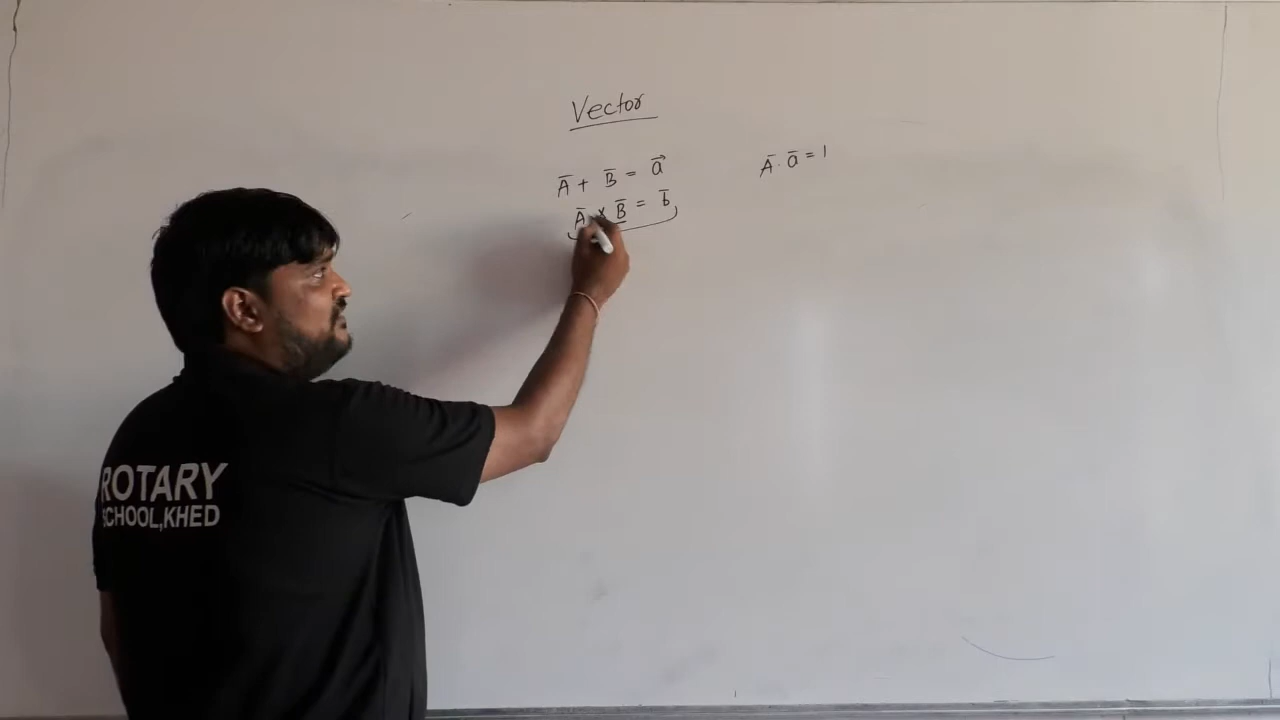 Vector
A̅ + B̅ = a⃗
A̅ × B̅ = b̅
A̅ . a̅ = 1
ROTARY
SCHOOL,KHED